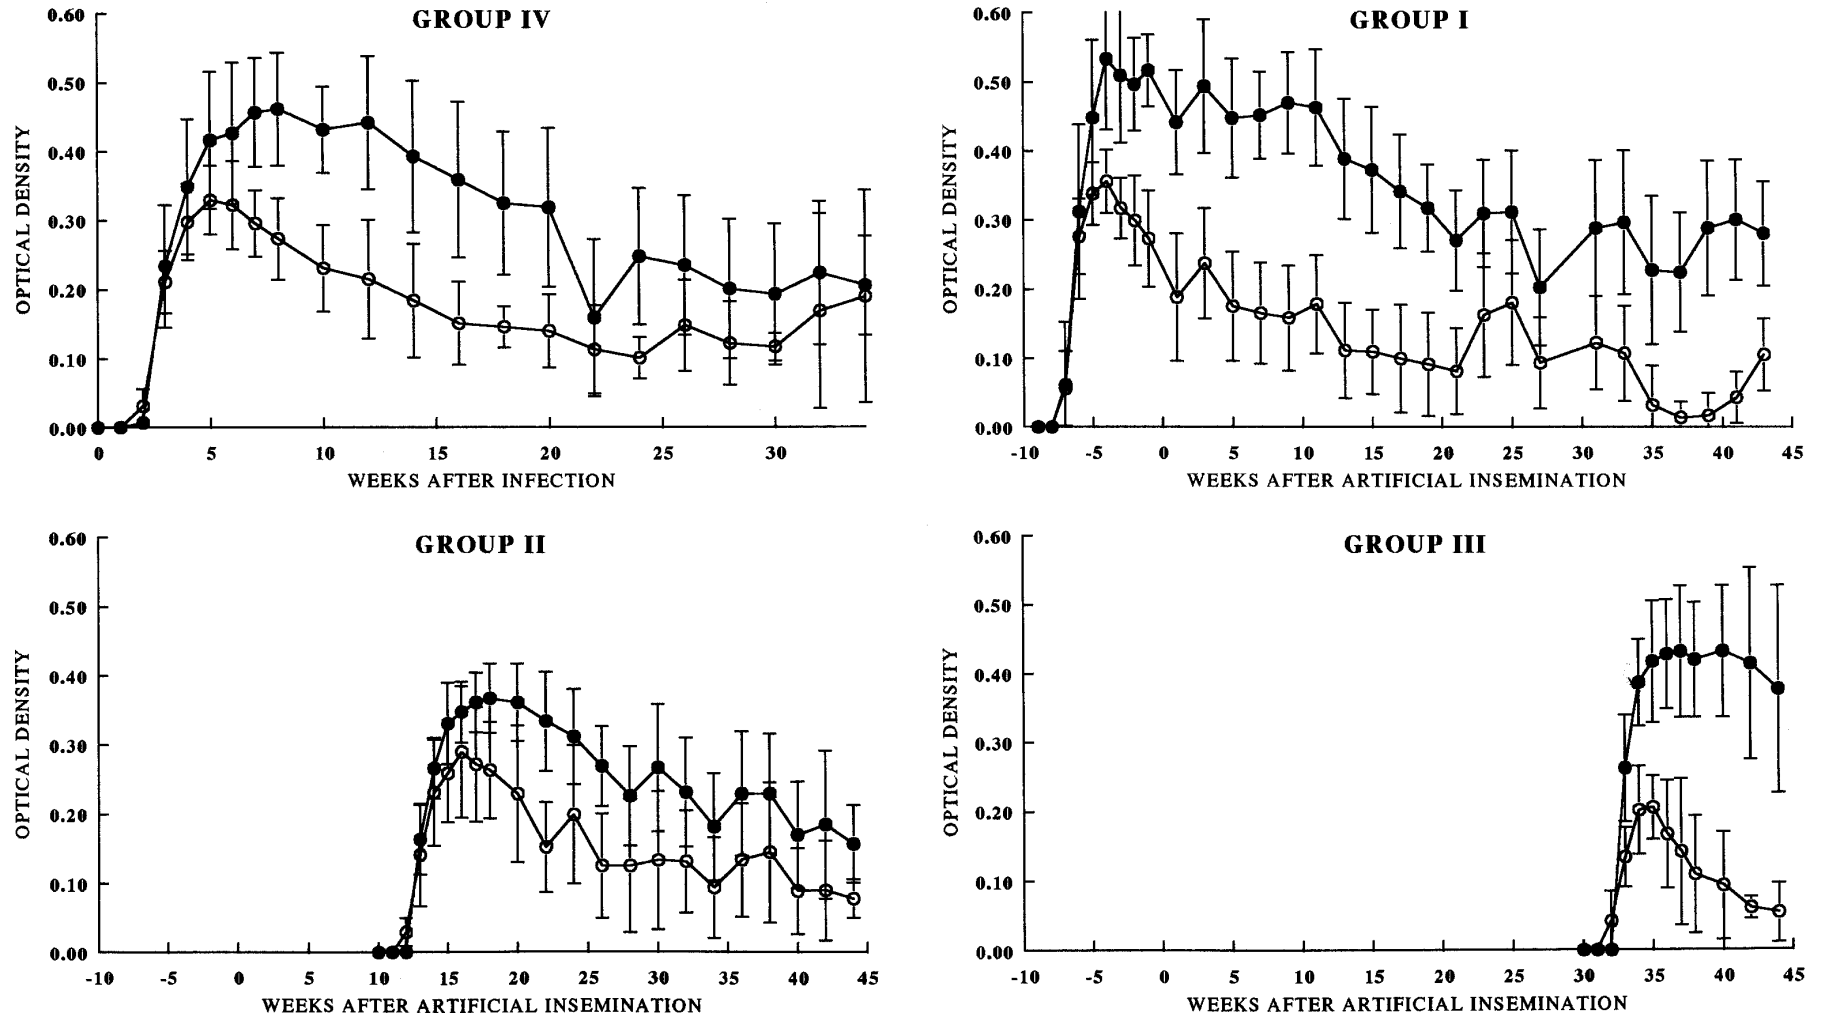 GROUP IV
0.60
0.50
0.40
0.30
0.20
0.10
0.00
OPTICAL DENSITY
0 5 10 15 20 25 30
WEEKS AFTER INFECTION
GROUP I
0.60
0.50
0.40
0.30
0.20
0.10
0.00
OPTICAL DENSITY
-10 -5 0 5 10 15 20 25 30 35 40 45
WEEKS AFTER ARTIFICIAL INSEMINATION
GROUP II
0.60
0.50
0.40
0.30
0.20
0.10
0.00
OPTICAL DENSITY
-10 -5 0 5 10 15 20 25 30 35 40 45
WEEKS AFTER ARTIFICIAL INSEMINATION
GROUP III
0.60
0.50
0.40
0.30
0.20
0.10
0.00
OPTICAL DENSITY
-10 -5 0 5 10 15 20 25 30 35 40 45
WEEKS AFTER ARTIFICIAL INSEMINATION